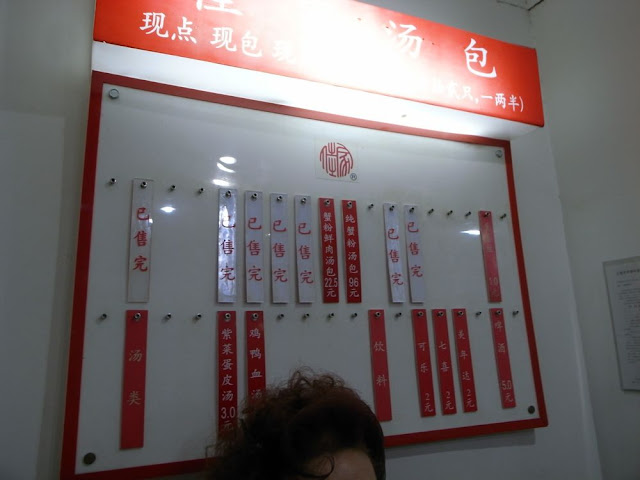 汤包
现点 现包 现
只,一两半)
佳家
®
已售完
已售完
已售完
已售完
已售完
蟹粉鲜肉汤包22.5元
纯蟹粉汤包96元
已售完
已售完
汤类
紫菜蛋皮汤3.0元
鸡鸭血汤
饮料
可乐2元
七喜2元
美年达2元
啤酒5.0元